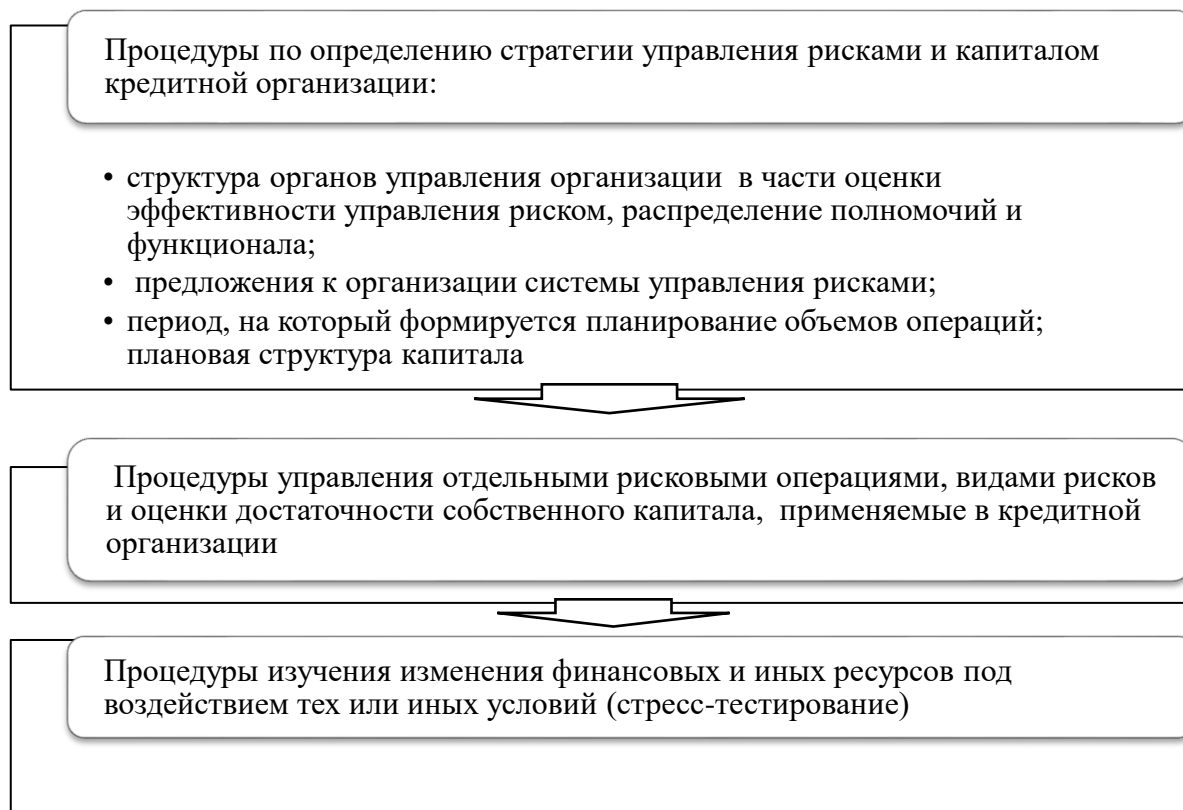 Процедуры по определению стратегии управления рисками и капиталом
кредитной организации:
• структура органов управления организации в части оценки
эффективности управления риском, распределение полномочий и
функционала;
• предложения к организации системы управления рисками;
• период, на который формируется планирование объемов операций;
плановая структура капитала
Процедуры управления отдельными рисковыми операциями, видами рисков
и оценки достаточности собственного капитала, применяемые в кредитной
организации
Процедуры изучения изменения финансовых и иных ресурсов под
воздействием тех или иных условий (стресс-тестирование)